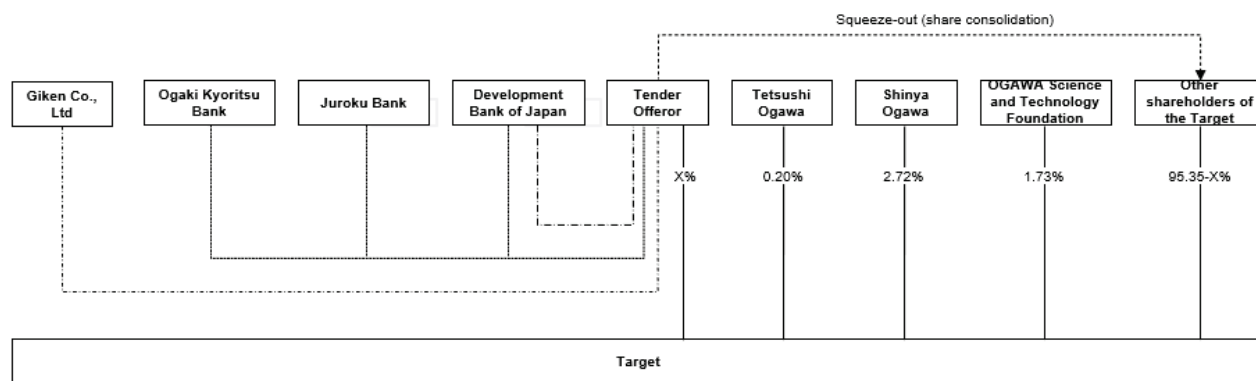 Squeeze-out (share consolidation)
Giken Co.,
Ltd
Ogaki Kyoritsu
Bank
Juroku Bank
Development
Bank of Japan
Tender
Offeror
Tetsushi
Ogawa
Shinya
Ogawa
OGAWA Science
and Technology
Foundation
Other
shareholders of
the Target
X%
0.20%
2.72%
1.73%
95.35-X%
Target